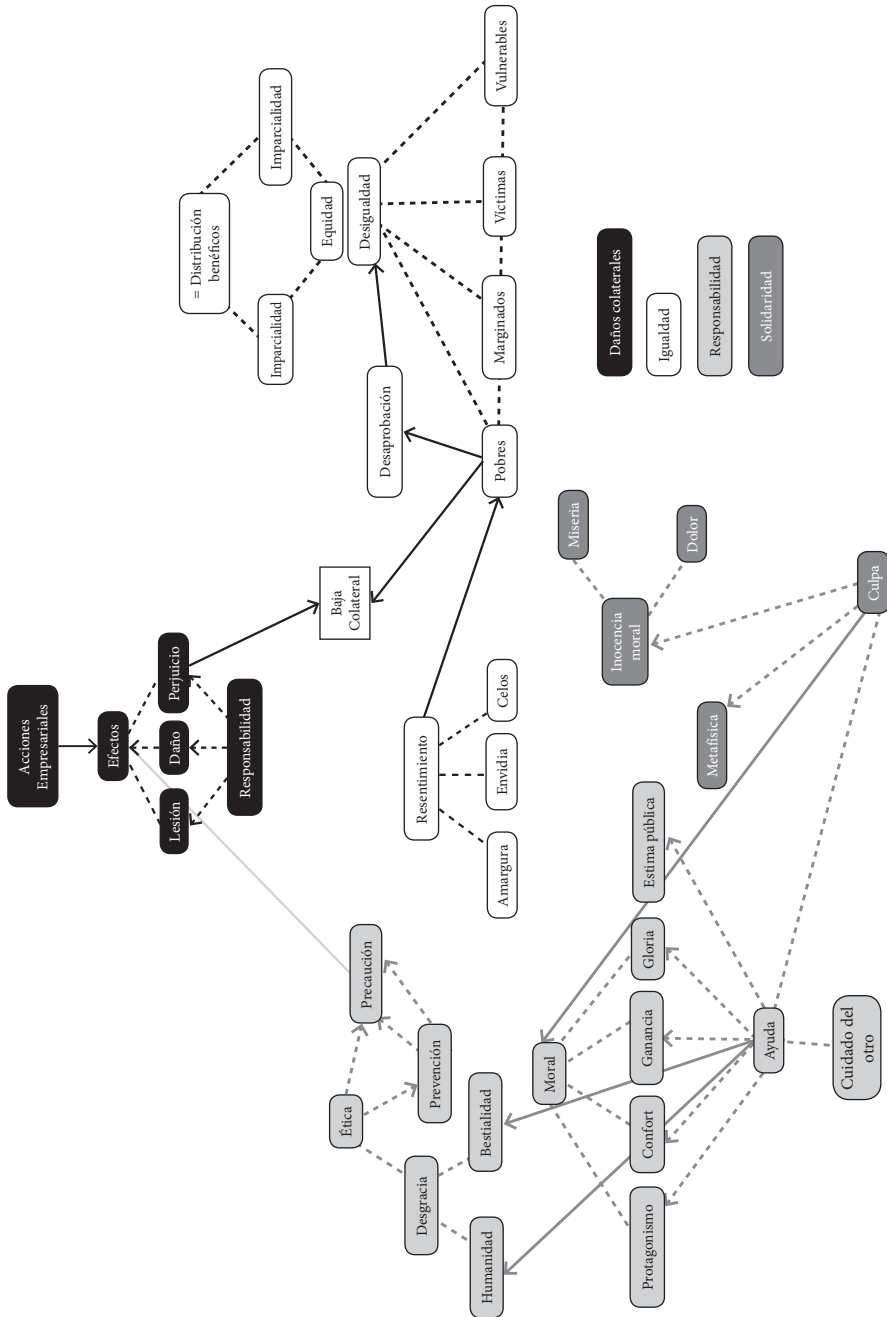 Acciones
Empresariales
Efectos
Lesión
Daño
Perjuicio
Responsabilidad
= Distribución
benéficos
Imparcialidad
Imparcialidad
Equidad
Desigualdad
Baja
Colateral
Desaprobación
Ética
Precaución
Desgracia
Prevención
Resentimiento
Humanidad
Bestialidad
Amargura
Envidia
Celos
Pobres
Marginados
Víctimas
Vulnerables
Moral
Protagonismo
Confort
Ganancia
Gloria
Estima pública
Inocencia
moral
Miseria
Dolor
Metafísica
Ayuda
Culpa
Cuidado del
otro
Daños colaterales
Igualdad
Responsabilidad
Solidaridad